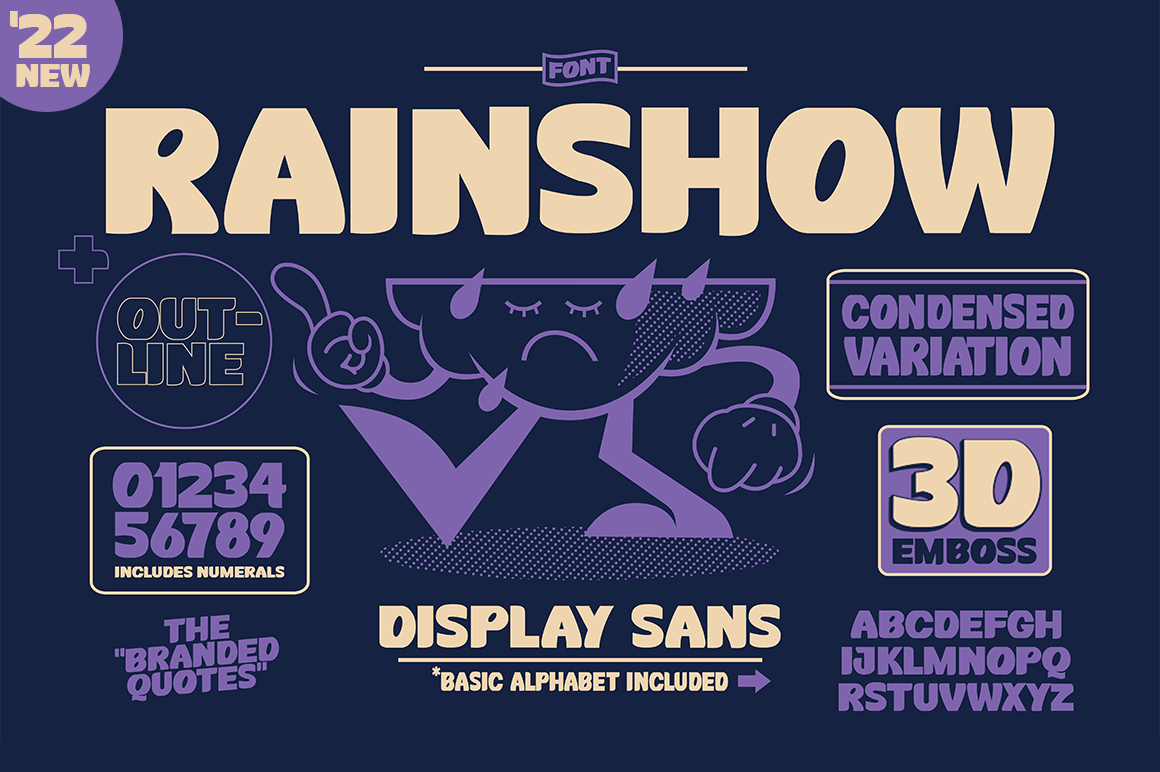 '22
NEW
FONT
RAINSHOW
OUT-
LINE
CONDENSED
VARIATION
01234
56789
INCLUDES NUMERALS
3D
EMBOSS
THE
"BRANDED
QUOTES"
DISPLAY SANS
*BASIC ALPHABET INCLUDED
ABCDEFGH
IJKLMNOPQ
RSTUVWXYZ